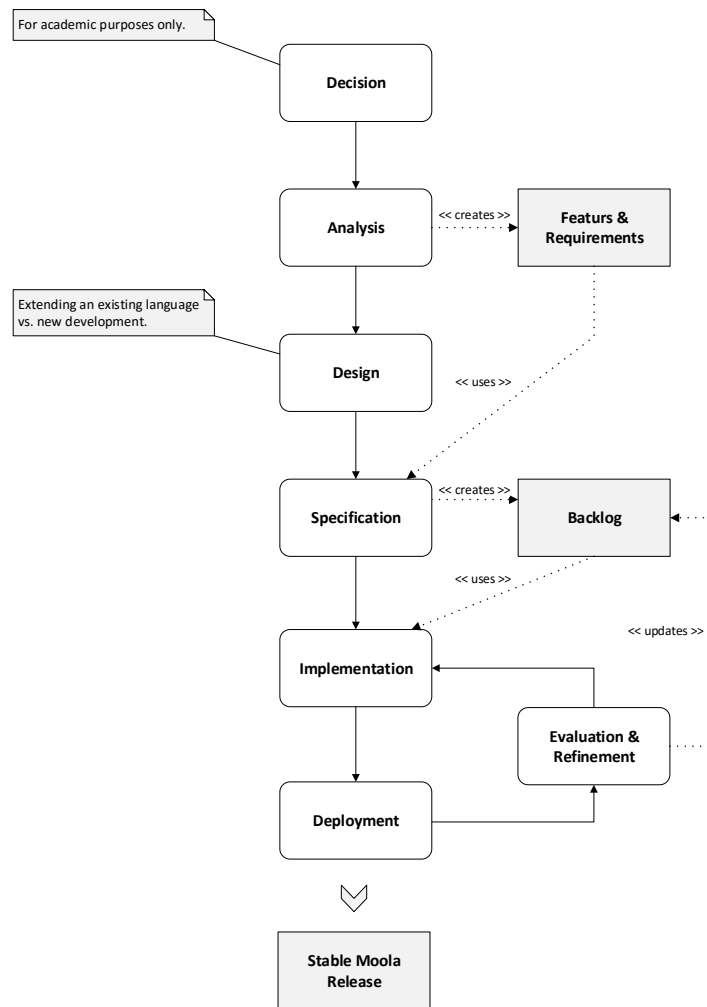 For academic purposes only.
Decision
Analysis
<< creates >>
Featurs &
Requirements
Extending an existing language
vs. new development.
Design
<< uses >>
Specification
<< creates >>
Backlog
<< uses >>
<< updates >>
Implementation
Evaluation &
Refinement
Deployment
Stable Moola
Release